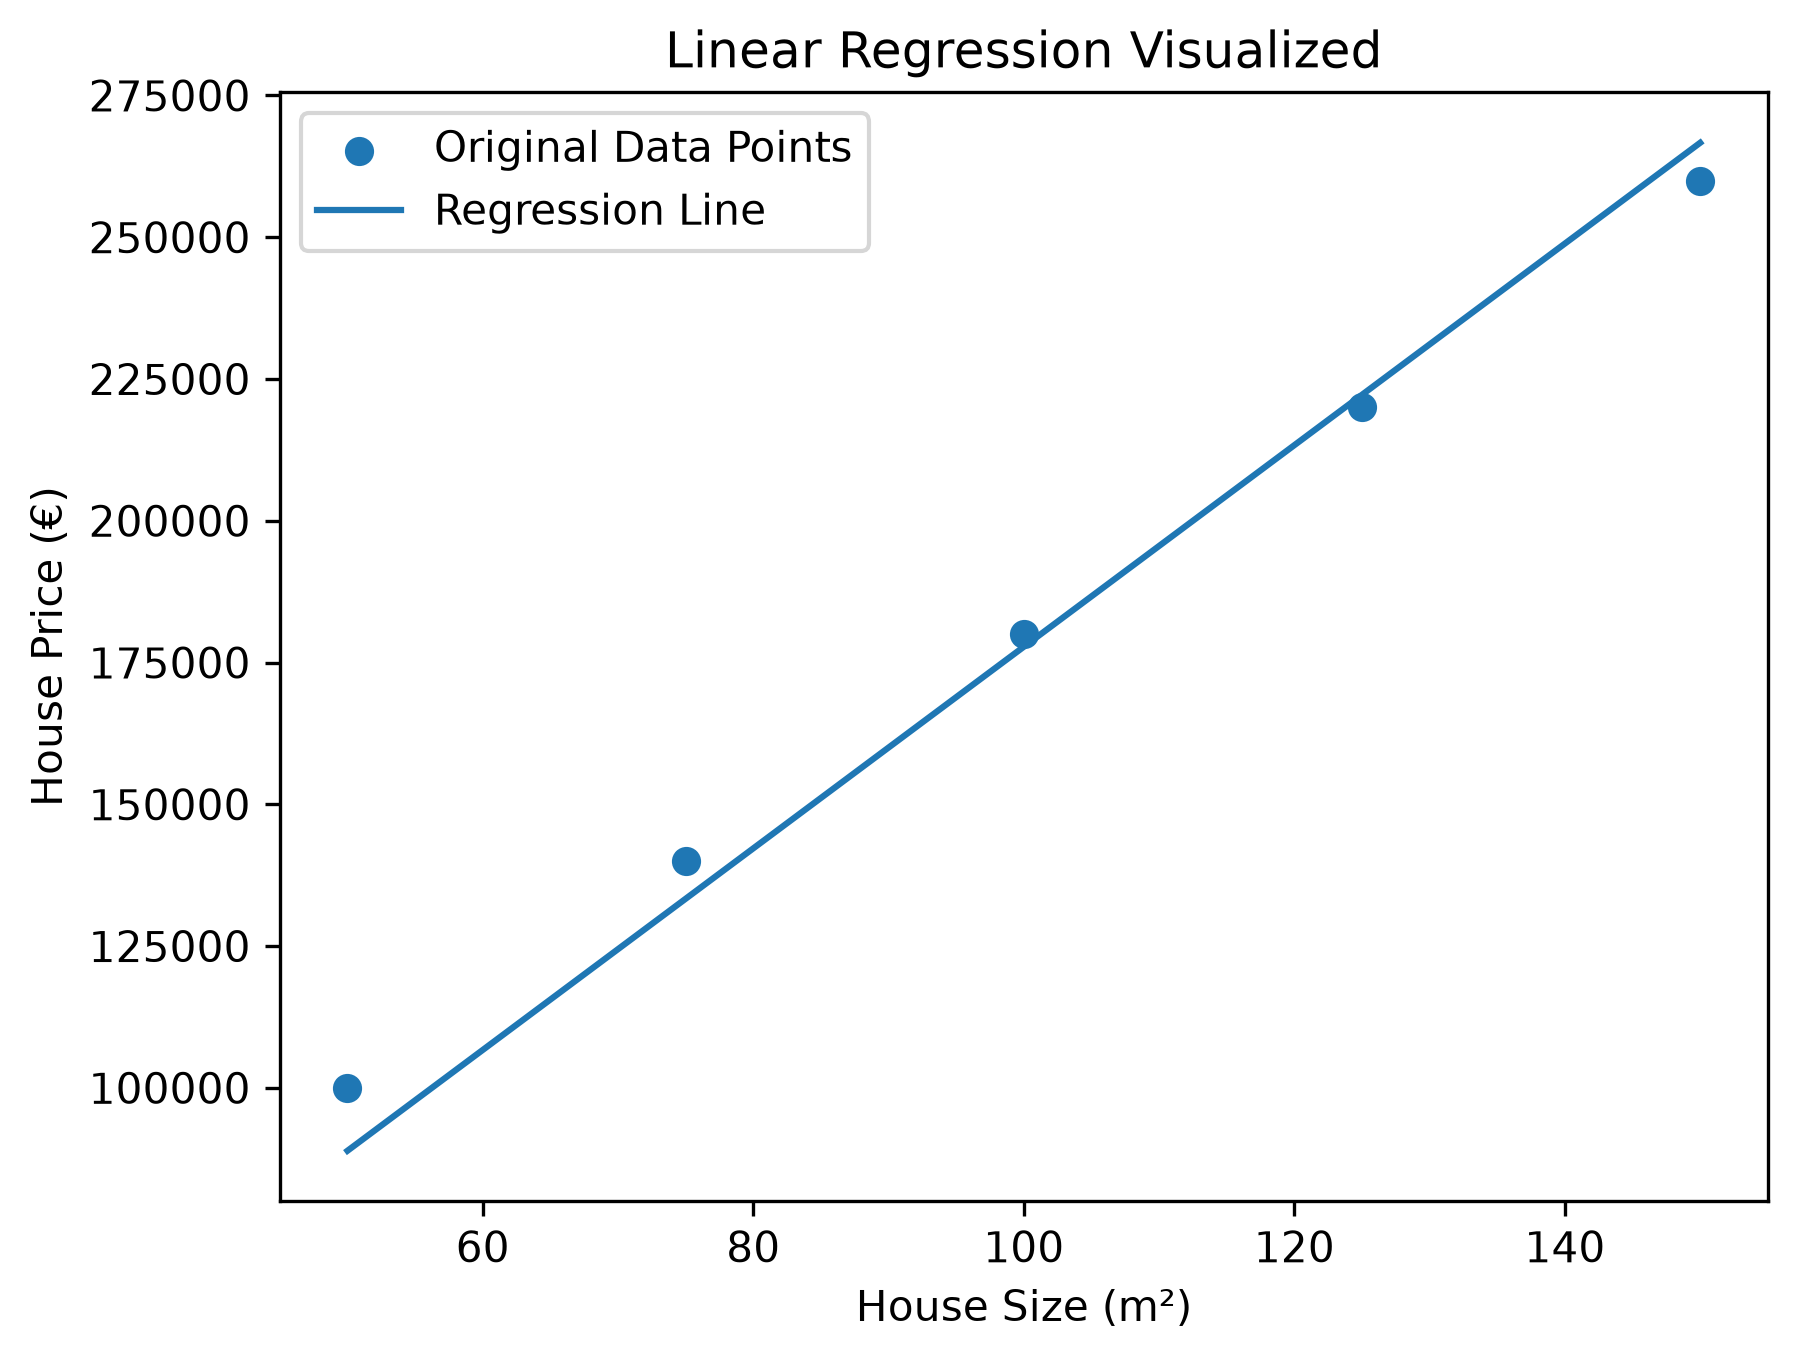 Linear Regression Visualized
Original Data Points
Regression Line
275000
250000
225000
200000
175000
150000
125000
100000
House Price (€)
60 80 100 120 140
House Size (m²)